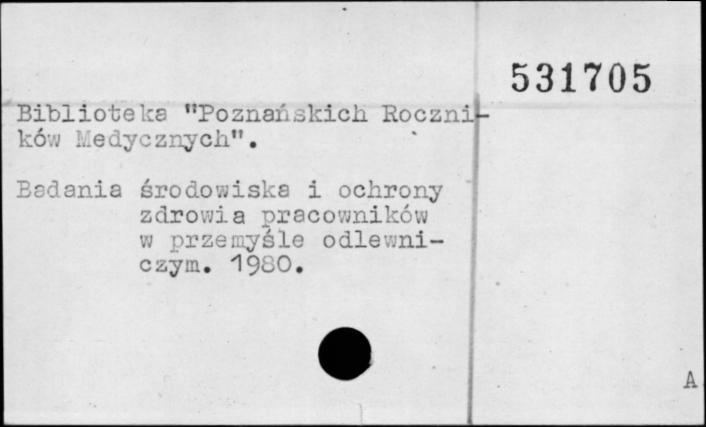 531705
Biblioteka "Poznańskich Roczni-
ków Medycznych".
Badania środowiska i ochrony
zdrowia pracowników
w przemyśle odlewni-
czym. 1980.
A